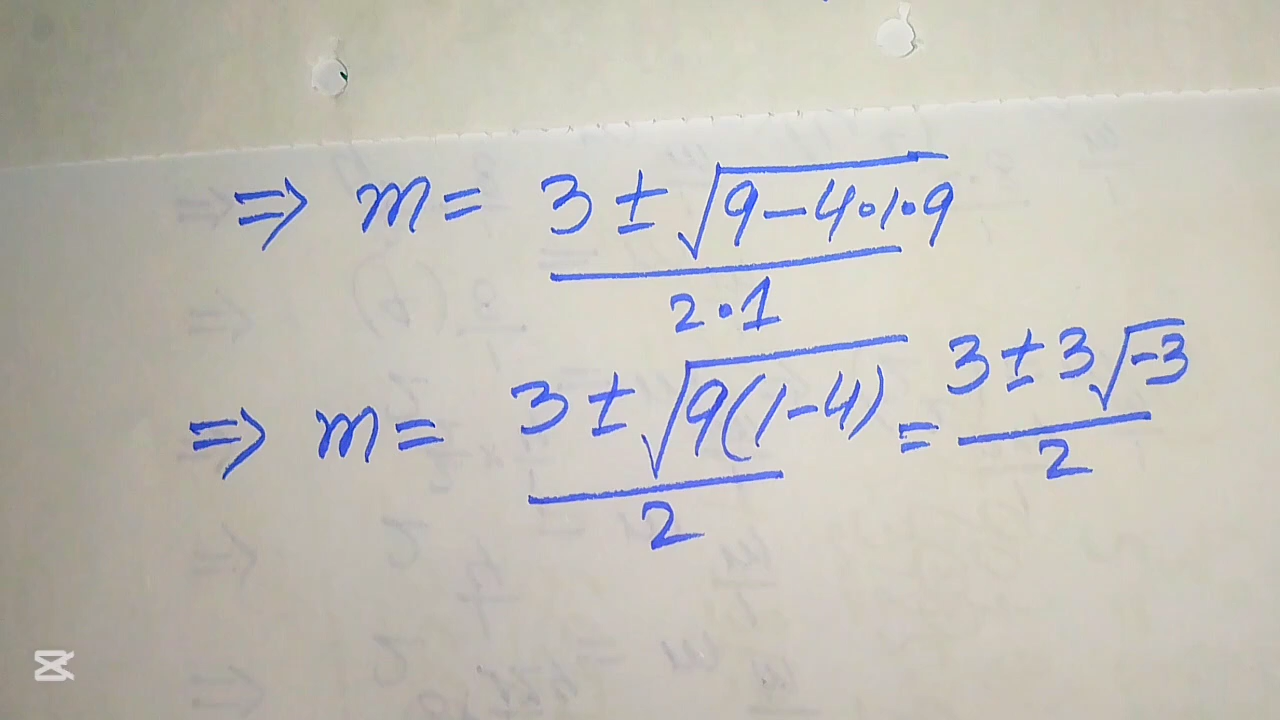 ⇒ m = (3 ± √(9 − 4·1·9)) / (2·1)
⇒ m = (3 ± √(9(1−4))) / 2 = (3 ± 3√(−3)) / 2